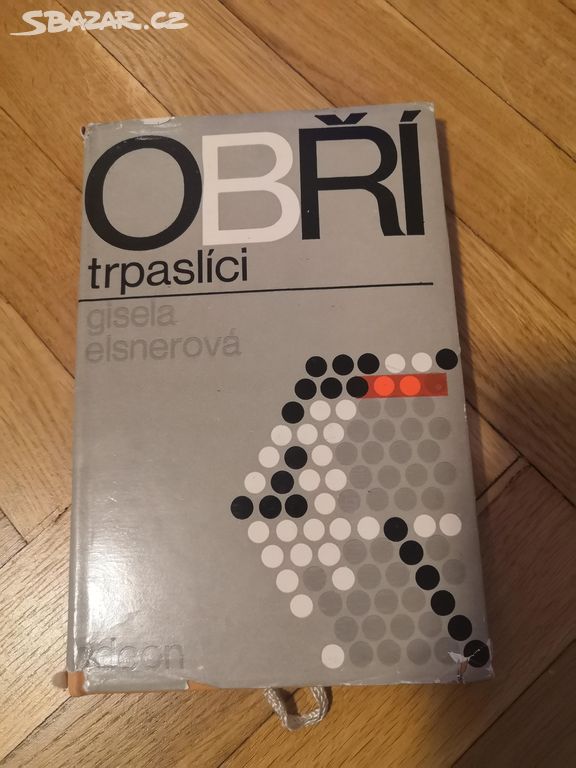 SBAZAR.CZ
OBŘÍ
trpaslíci
gisela
elsnerová
odeon